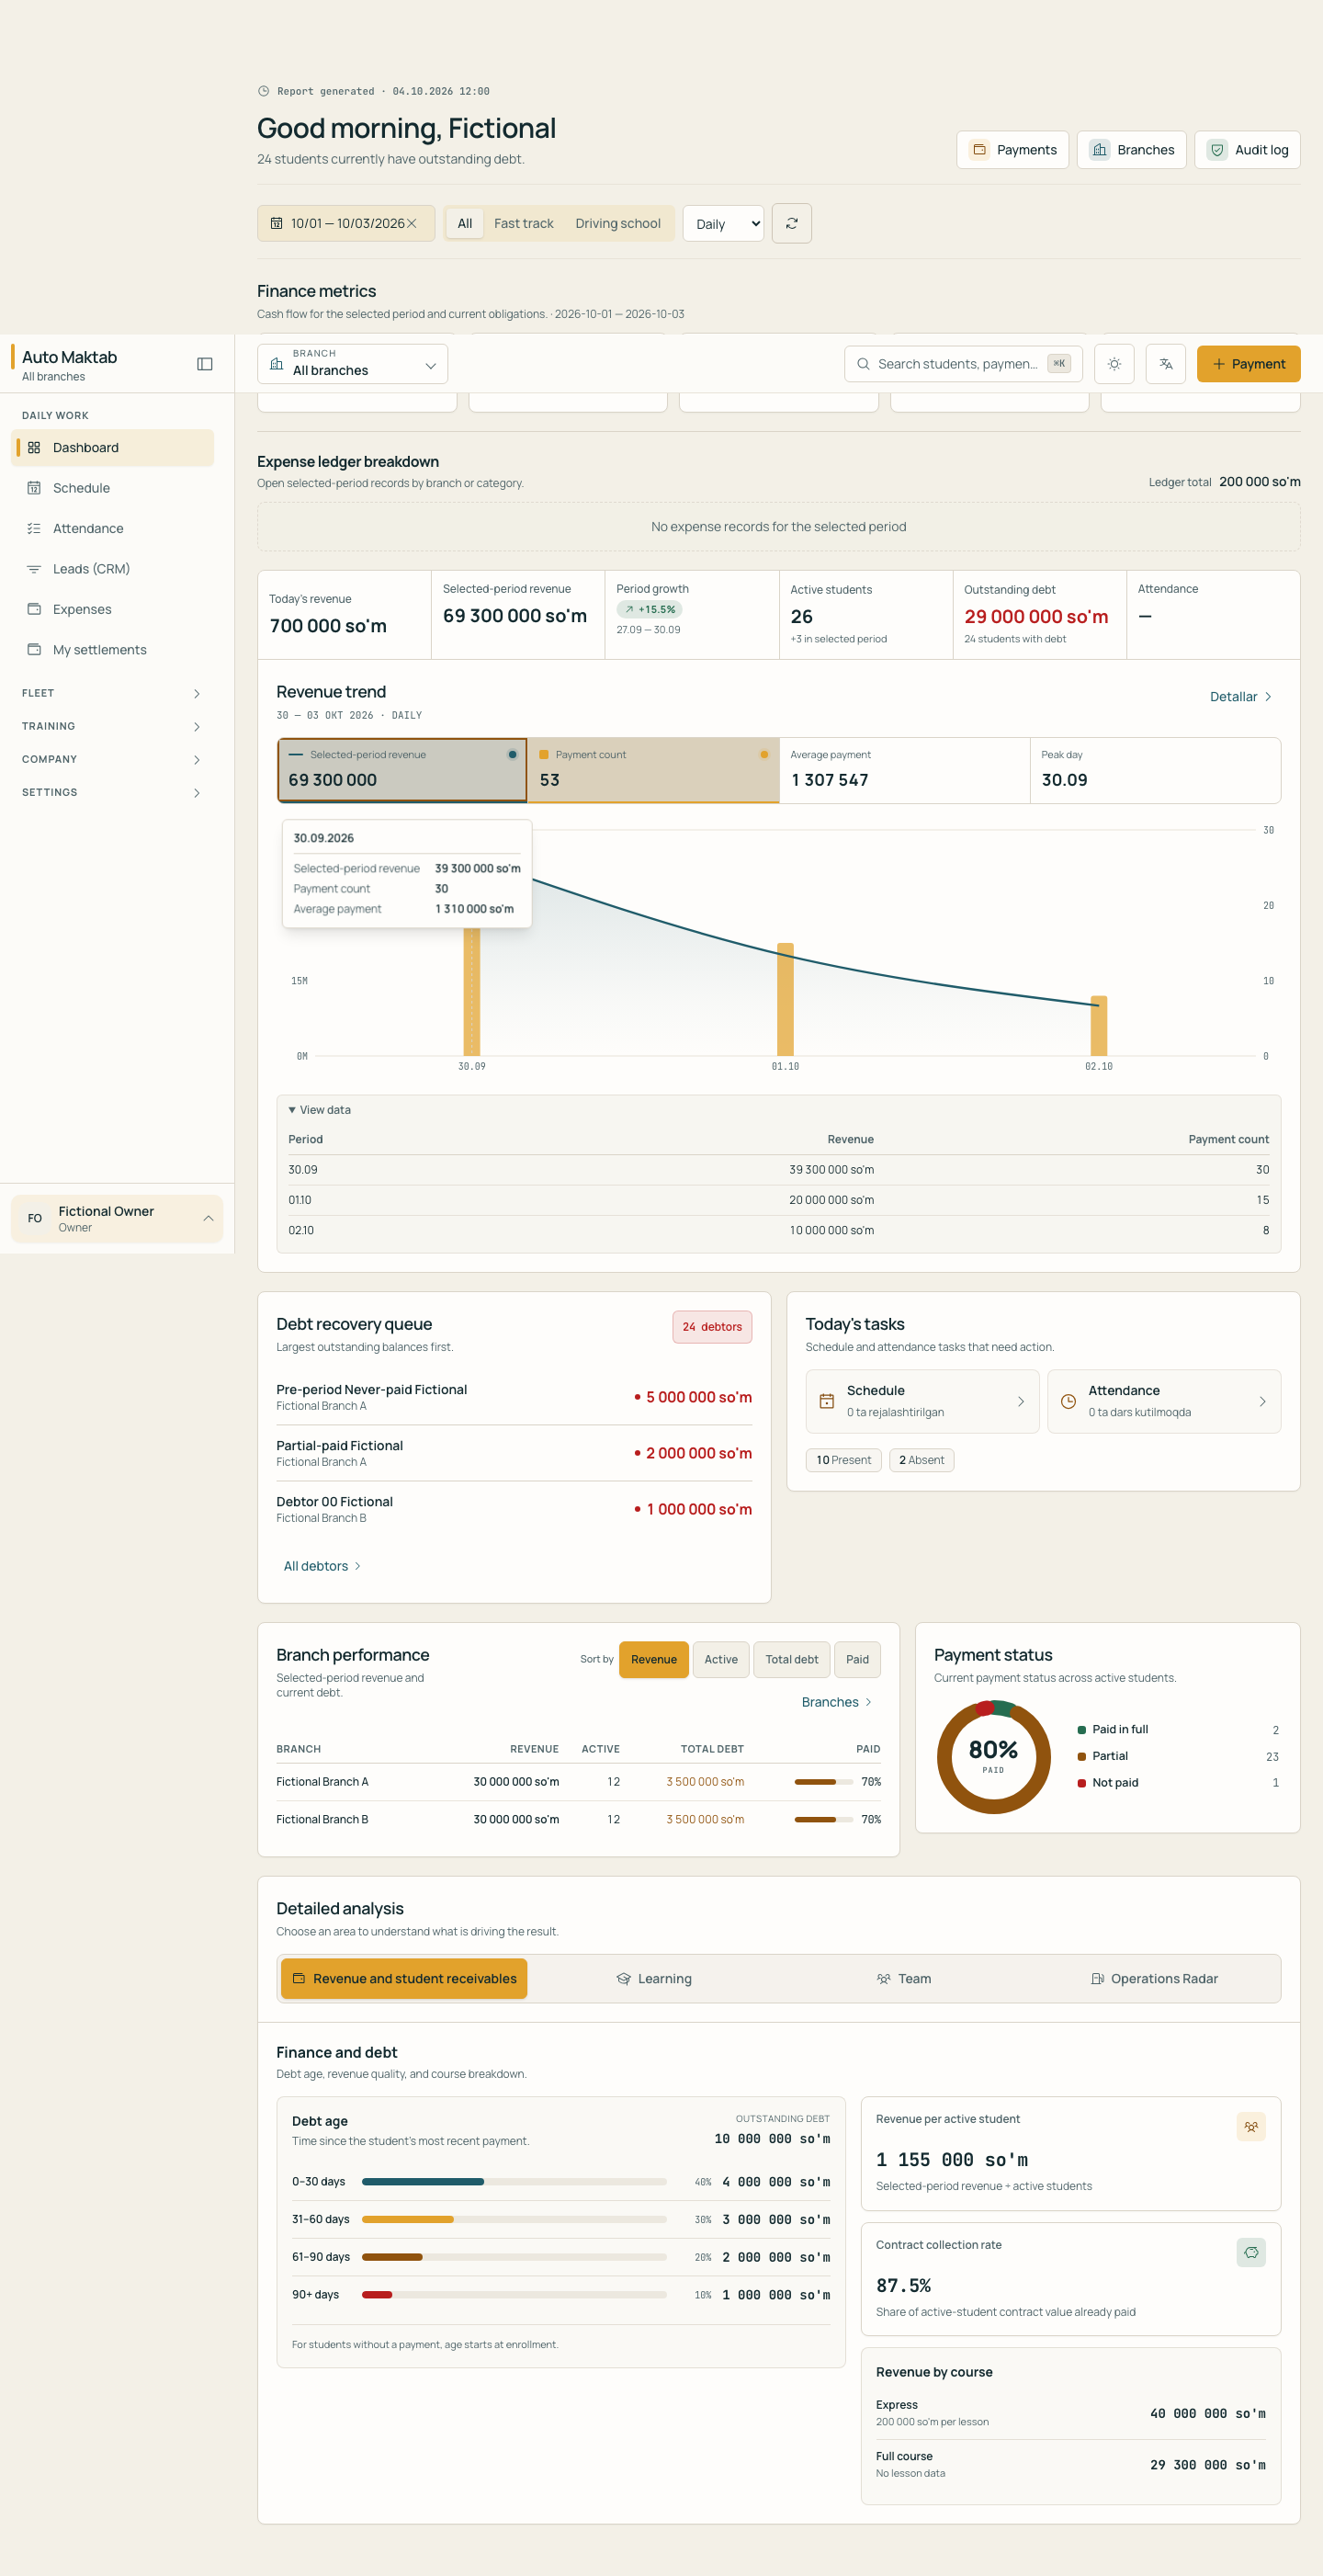 Report generated · 04.10.2026 12:00
Good morning, Fictional
24 students currently have outstanding debt.
Payments
Branches
Audit log
10/01 — 10/03/2026
All
Fast track
Driving school
Daily
Finance metrics
Cash flow for the selected period and current obligations. · 2026-10-01 — 2026-10-03
Auto Maktab
All branches
BRANCH
All branches
Search students, paymen...
⌘K
Payment
DAILY WORK
Dashboard
Schedule
Attendance
Leads (CRM)
Expenses
My settlements
FLEET
TRAINING
COMPANY
SETTINGS
FO
Fictional Owner
Owner
Expense ledger breakdown
Open selected-period records by branch or category.
Ledger total 200 000 so'm
No expense records for the selected period
Today's revenue
700 000 so'm
Selected-period revenue
69 300 000 so'm
Period growth
+15.5%
27.09 — 30.09
Active students
26
+3 in selected period
Outstanding debt
29 000 000 so'm
24 students with debt
Attendance
—
Revenue trend
30 — 03 OKT 2026 · DAILY
Detallar
Selected-period revenue
69 300 000
Payment count
53
Average payment
1 307 547
Peak day
30.09
30.09.2026
Selected-period revenue 39 300 000 so'm
Payment count 30
Average payment 1 310 000 so'm
30
20
15M
10
0M
0
30.09
01.10
02.10
View data
Period Revenue Payment count
30.09 39 300 000 so'm 30
01.10 20 000 000 so'm 15
02.10 10 000 000 so'm 8
Debt recovery queue
Largest outstanding balances first.
24 debtors
Pre-period Never-paid Fictional
Fictional Branch A
5 000 000 so'm
Partial-paid Fictional
Fictional Branch A
2 000 000 so'm
Debtor 00 Fictional
Fictional Branch B
1 000 000 so'm
All debtors
Today's tasks
Schedule and attendance tasks that need action.
Schedule
0 ta rejalashtirilgan
Attendance
0 ta dars kutilmoqda
10 Present
2 Absent
Branch performance
Selected-period revenue and
current debt.
Sort by
Revenue
Active
Total debt
Paid
Branches
BRANCH REVENUE ACTIVE TOTAL DEBT PAID
Fictional Branch A 30 000 000 so'm 12 3 500 000 so'm 70%
Fictional Branch B 30 000 000 so'm 12 3 500 000 so'm 70%
Payment status
Current payment status across active students.
80%
PAID
Paid in full 2
Partial 23
Not paid 1
Detailed analysis
Choose an area to understand what is driving the result.
Revenue and student receivables
Learning
Team
Operations Radar
Finance and debt
Debt age, revenue quality, and course breakdown.
Debt age
Time since the student's most recent payment.
OUTSTANDING DEBT
10 000 000 so'm
0–30 days 40% 4 000 000 so'm
31–60 days 30% 3 000 000 so'm
61–90 days 20% 2 000 000 so'm
90+ days 10% 1 000 000 so'm
For students without a payment, age starts at enrollment.
Revenue per active student
1 155 000 so'm
Selected-period revenue ÷ active students
Contract collection rate
87.5%
Share of active-student contract value already paid
Revenue by course
Express
200 000 so'm per lesson
40 000 000 so'm
Full course
No lesson data
29 300 000 so'm